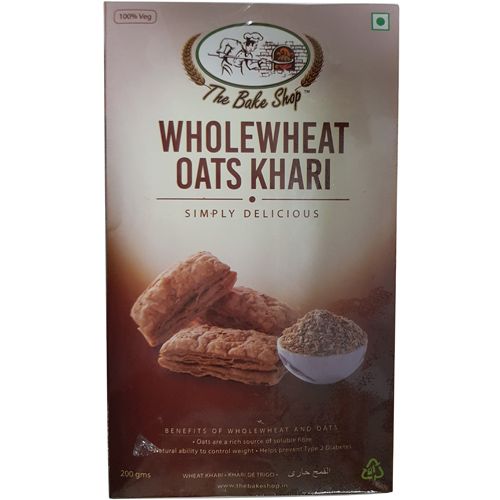 100% Veg
The Bake Shop™
WHOLEWHEAT
OATS KHARI
SIMPLY DELICIOUS
BENEFITS OF WHOLEWHEAT AND OATS
• Oats are a rich source of soluble fibre
Natural ability to control weight • Helps prevent Type 2 Diabetes
200 gms
WHEAT KHARI • KHARI DE TRIGO • القمح خارى
www.thebakeshop.in